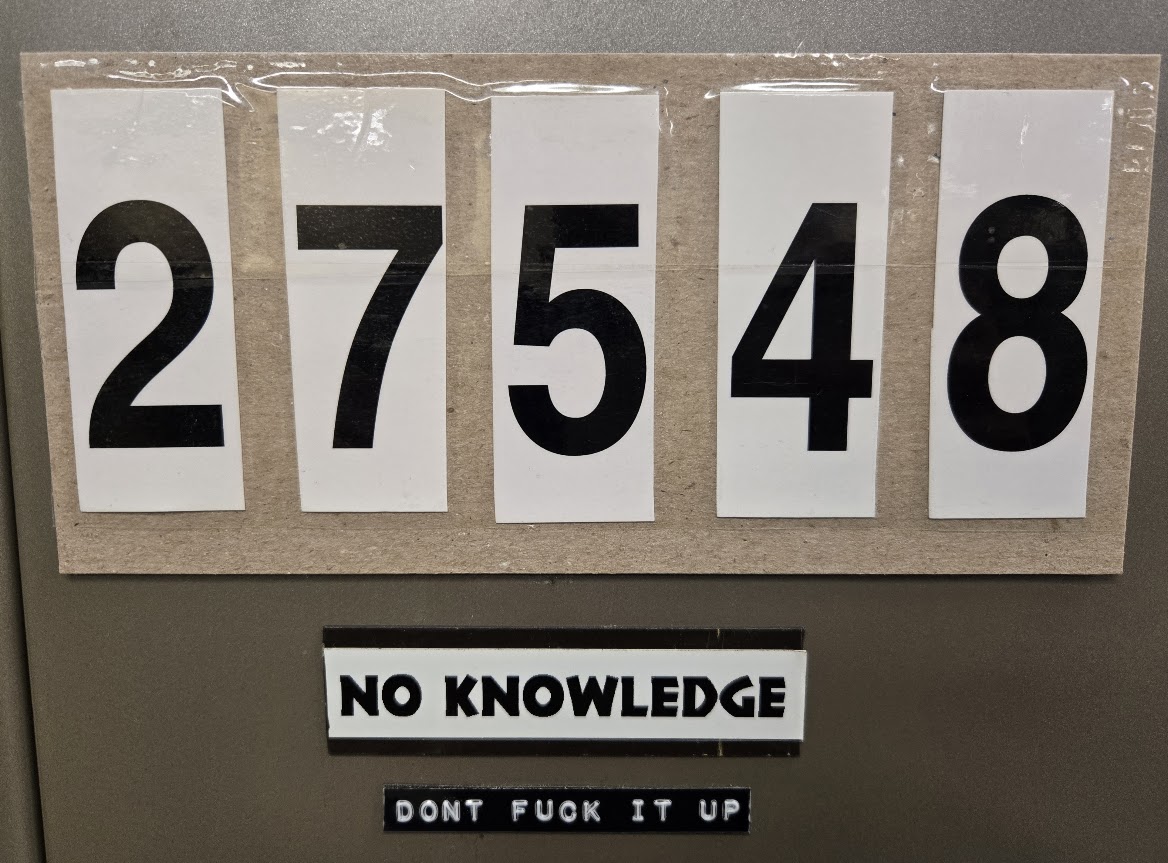 27548
NO KNOWLEDGE
DONT FUCK IT UP